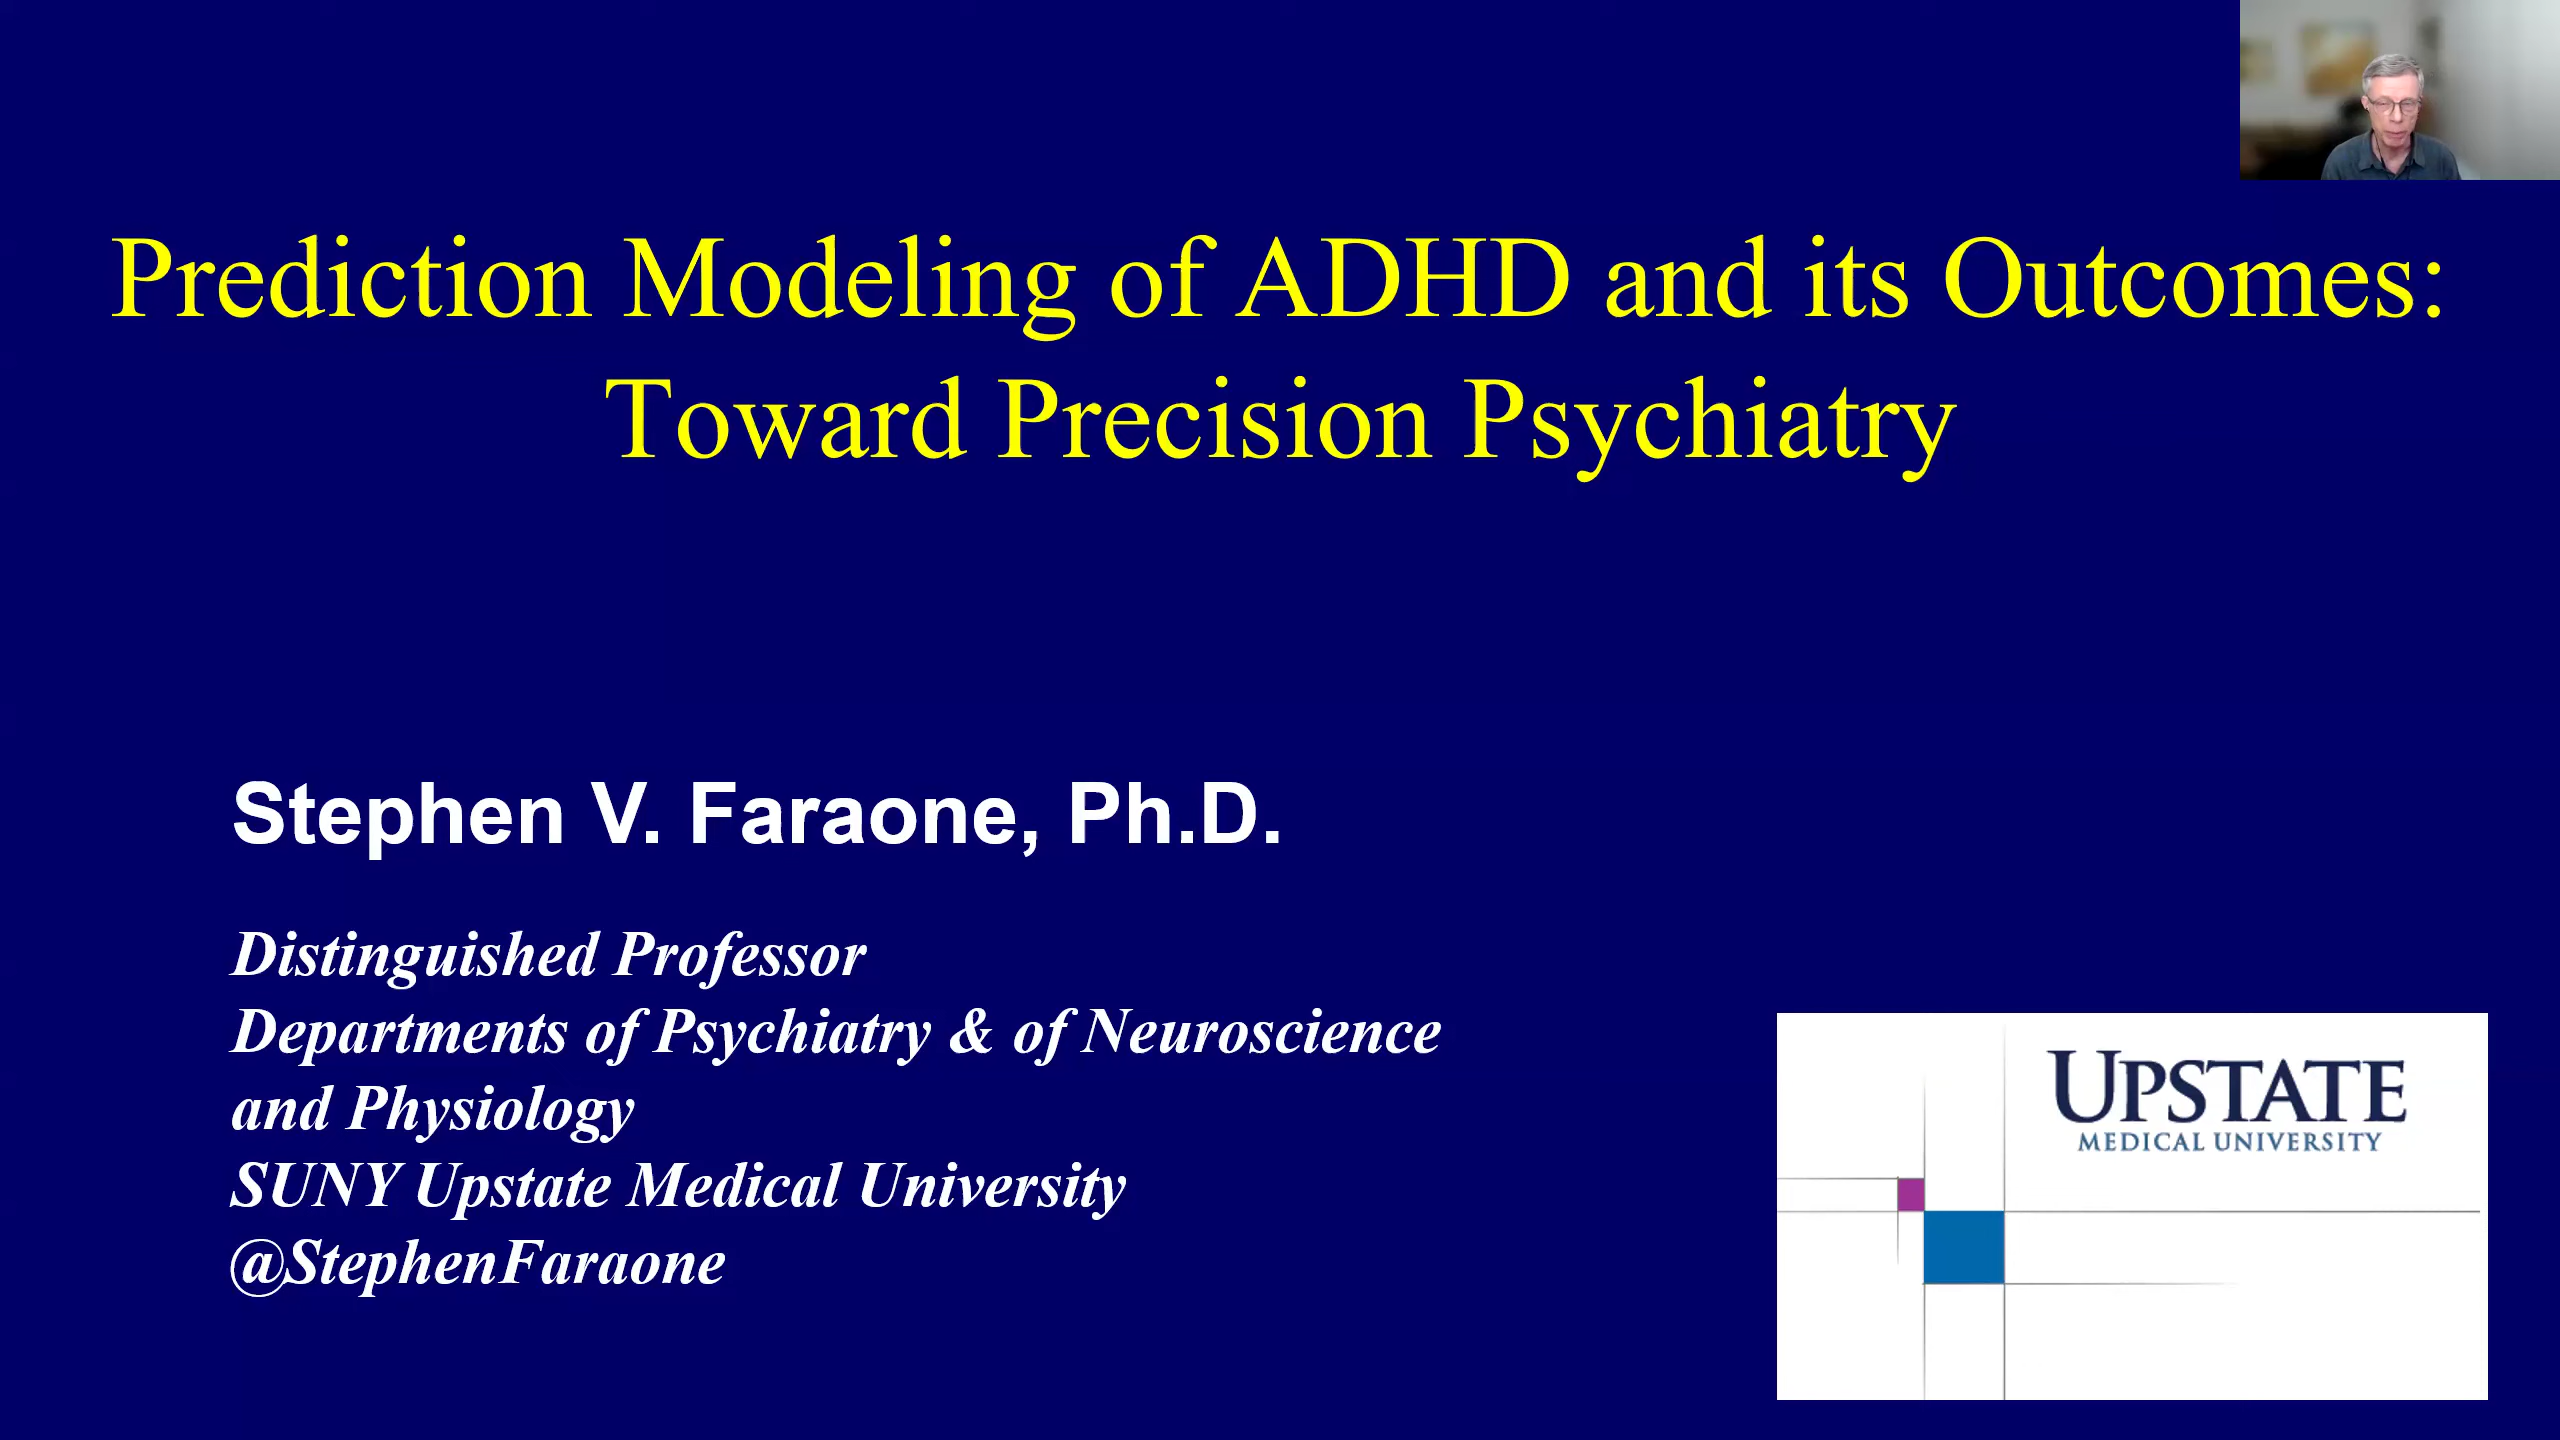 Prediction Modeling of ADHD and its Outcomes:
Toward Precision Psychiatry
Stephen V. Faraone, Ph.D.
Distinguished Professor
Departments of Psychiatry & of Neuroscience
and Physiology
SUNY Upstate Medical University
@StephenFaraone
UPSTATE
MEDICAL UNIVERSITY